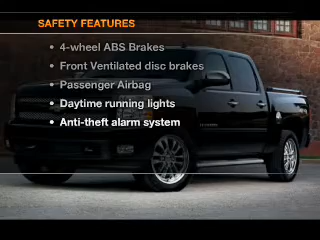 SAFETY FEATURES
• 4-wheel ABS Brakes
• Front Ventilated disc brakes
• Passenger Airbag
• Daytime running lights
• Anti-theft alarm system